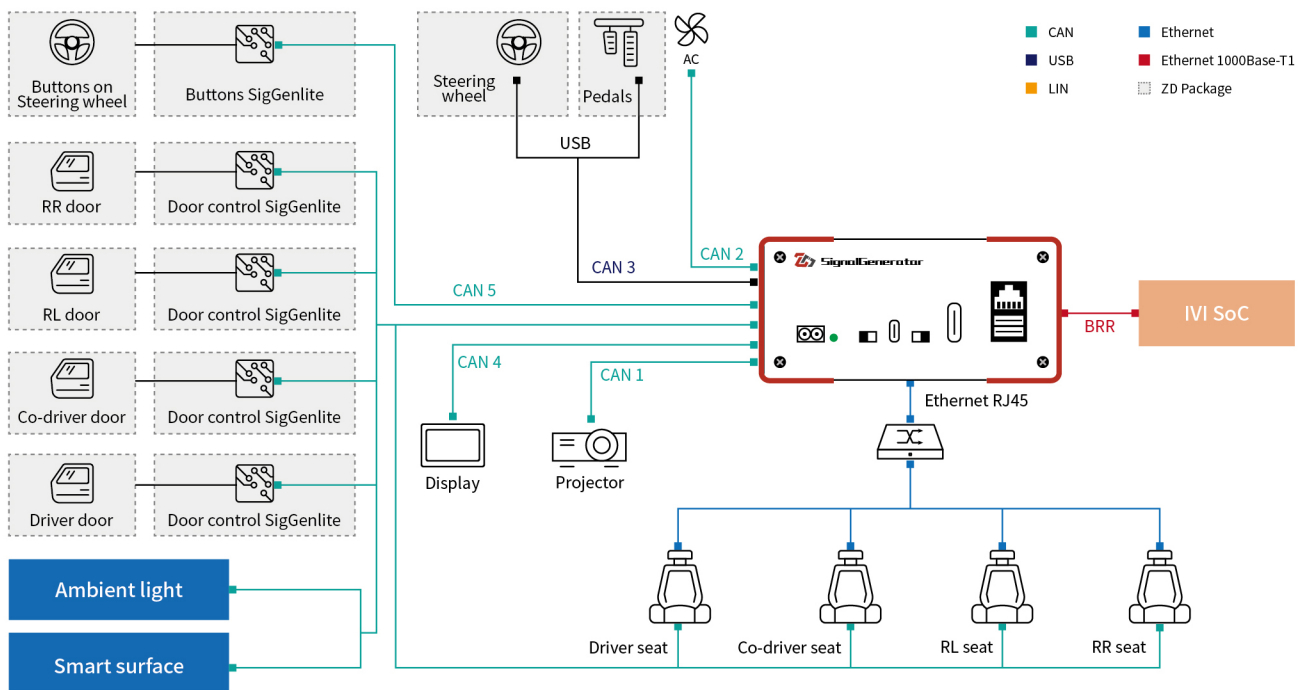 Buttons on
Steering wheel
Buttons SigGenlite
Steering
wheel
Pedals
AC
CAN
USB
LIN
Ethernet
Ethernet 1000Base-T1
ZD Package
USB
RR door
Door control SigGenlite
RL door
Door control SigGenlite
Co-driver door
Door control SigGenlite
Driver door
Door control SigGenlite
Ambient light
Smart surface
CAN 2
CAN 3
CAN 5
CAN 4
CAN 1
SignalGenerator
BRR
IVI SoC
Ethernet RJ45
Display
Projector
Driver seat
Co-driver seat
RL seat
RR seat